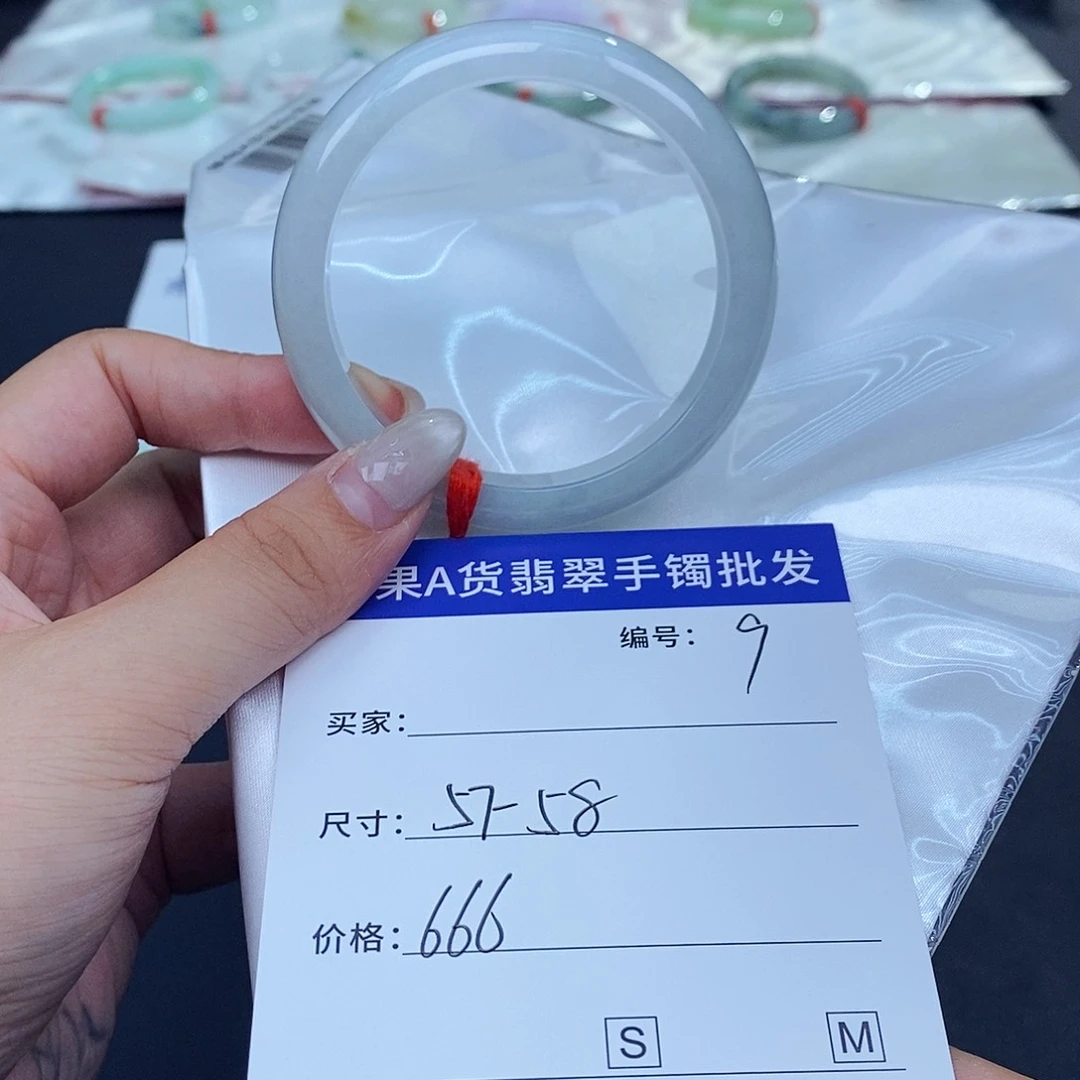 果A货翡翠手镯批发
编号: 9
买家:
尺寸: 57-58
价格: 666
S M